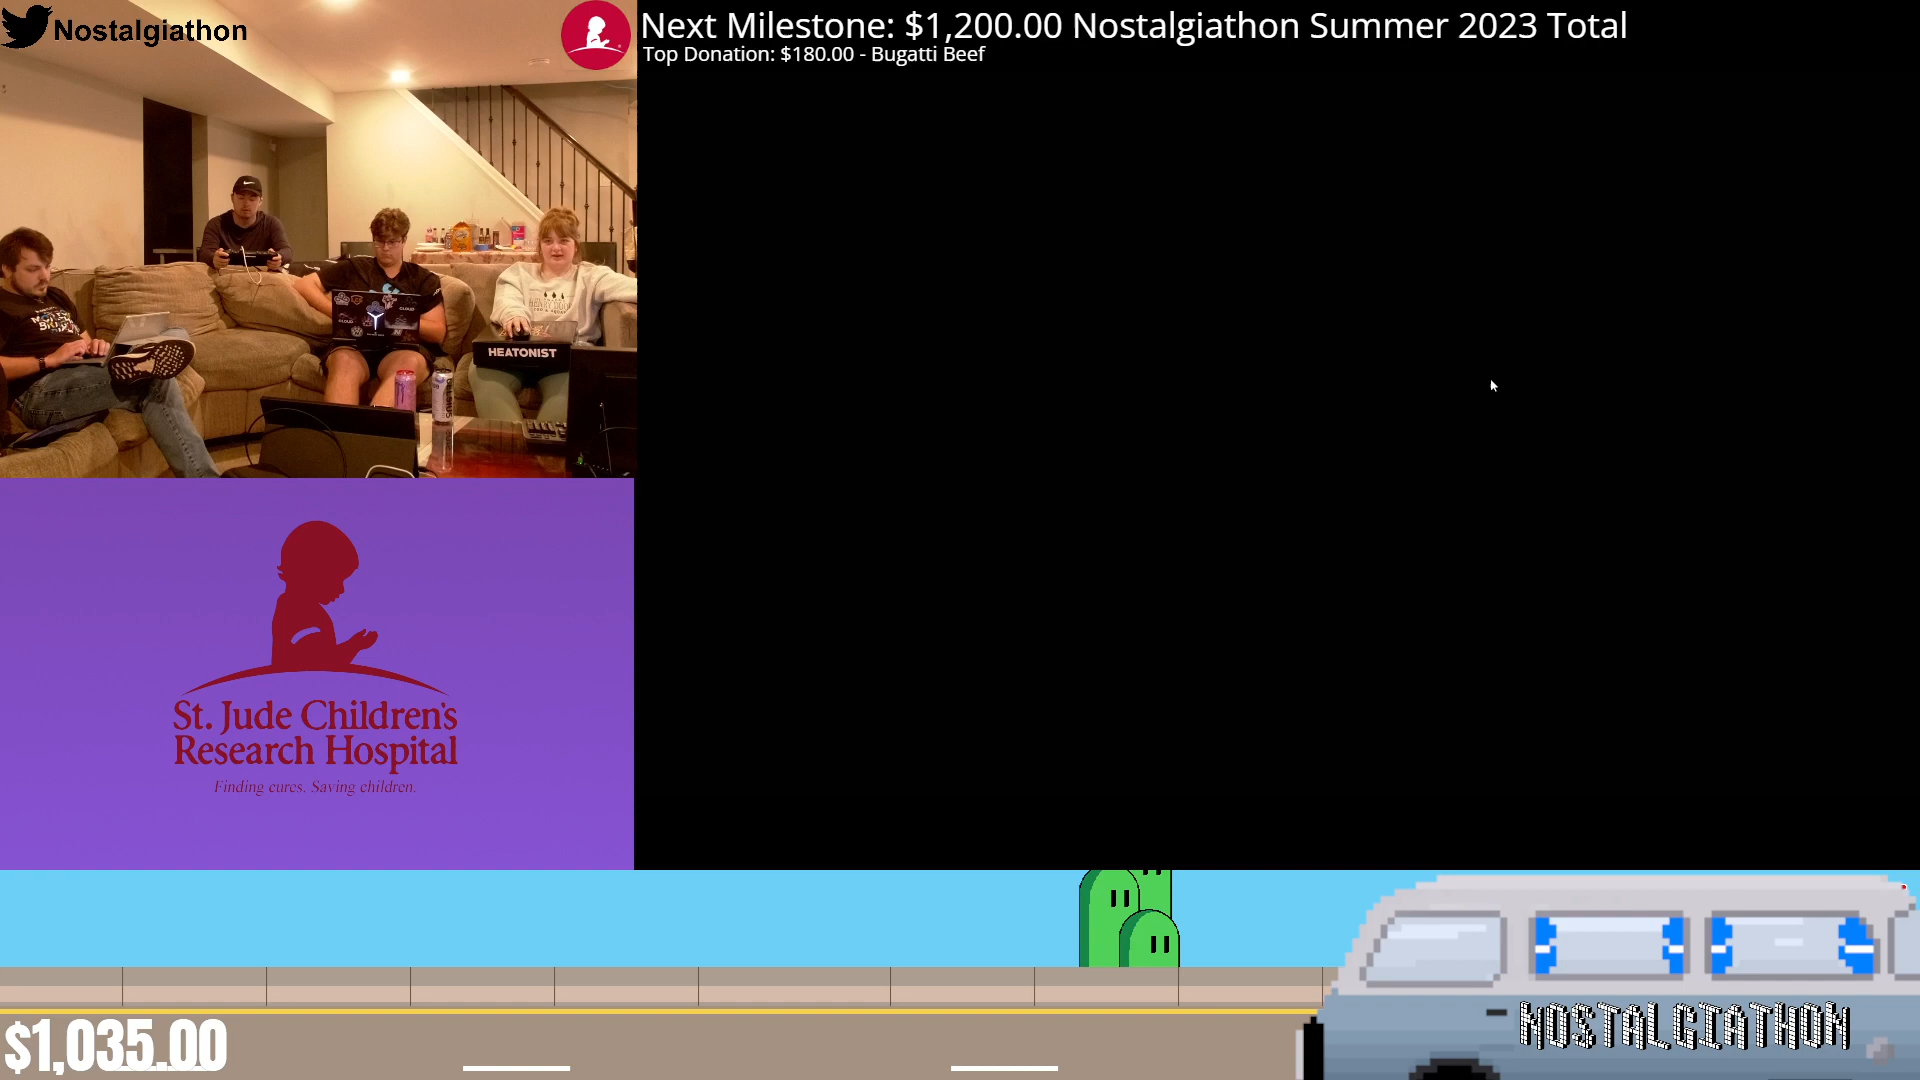 Nostalgiathon
Next Milestone: $1,200.00 Nostalgiathon Summer 2023 Total
Top Donation: $180.00 - Bugatti Beef
HEATONIST
St. Jude Children's
Research Hospital
Finding cures. Saving children.
$1,035.00
NOSTALGIATHON